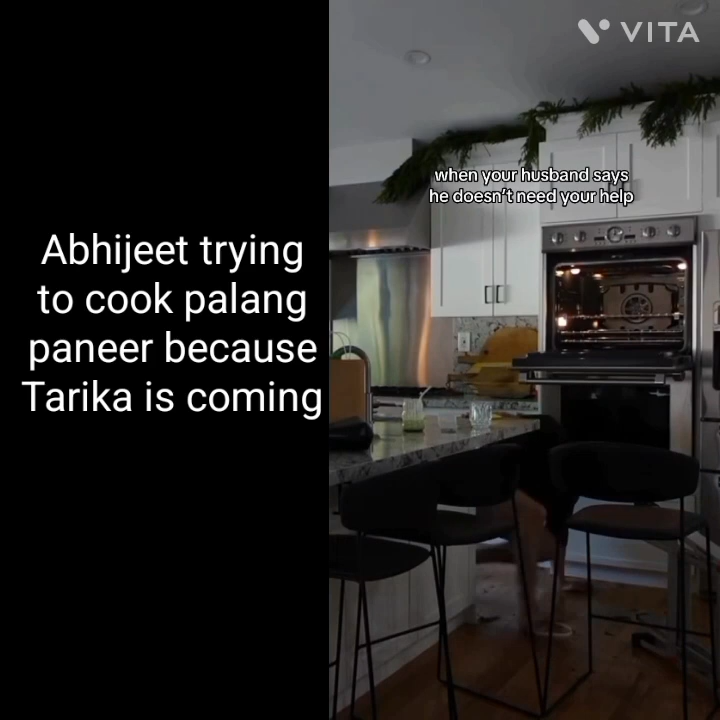 VITA
when your husband says
he doesn't need your help
Abhijeet trying
to cook palang
paneer because
Tarika is coming